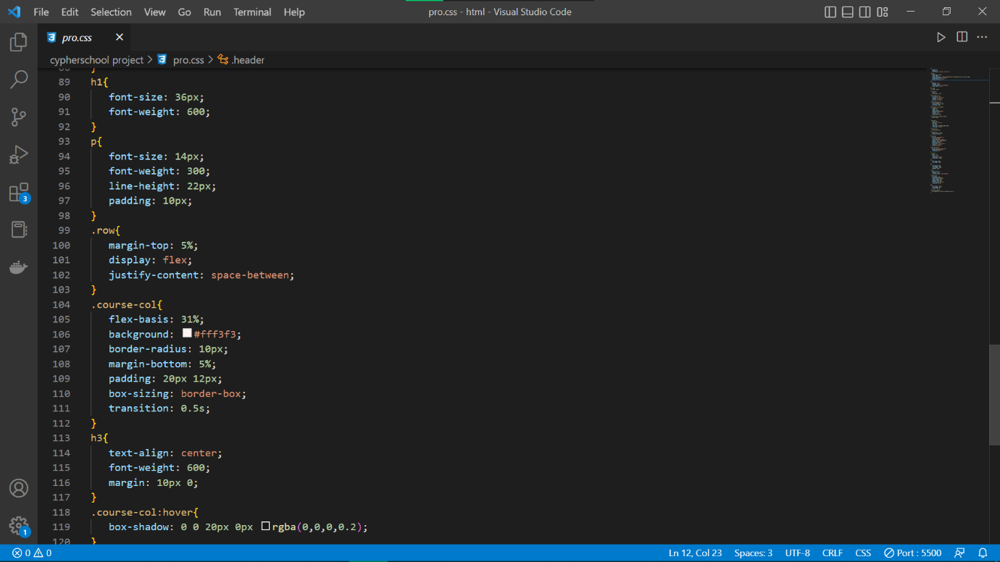 File Edit Selection View Go Run Terminal Help pro.css - html - Visual Studio Code
pro.css
cypherschool project > pro.css > .header
88 }
89 h1{
90 font-size: 36px;
91 font-weight: 600;
92 }
93 p{
94 font-size: 14px;
95 font-weight: 300;
96 line-height: 22px;
97 padding: 10px;
98 }
99 .row{
100 margin-top: 5%;
101 display: flex;
102 justify-content: space-between;
103 }
104 .course-col{
105 flex-basis: 31%;
106 background: #fff3f3;
107 border-radius: 10px;
108 margin-bottom: 5%;
109 padding: 20px 12px;
110 box-sizing: border-box;
111 transition: 0.5s;
112 }
113 h3{
114 text-align: center;
115 font-weight: 600;
116 margin: 10px 0;
117 }
118 .course-col:hover{
119 box-shadow: 0 0 20px 0px rgba(0,0,0,0.2);
120 }
3
1
0 0 Ln 12, Col 23 Spaces: 3 UTF-8 CRLF CSS Port : 5500